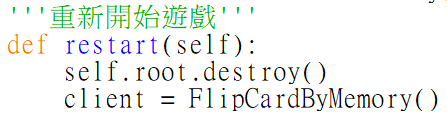 '''重新開始遊戲'''
def restart(self):
    self.root.destroy()
    client = FlipCardByMemory()